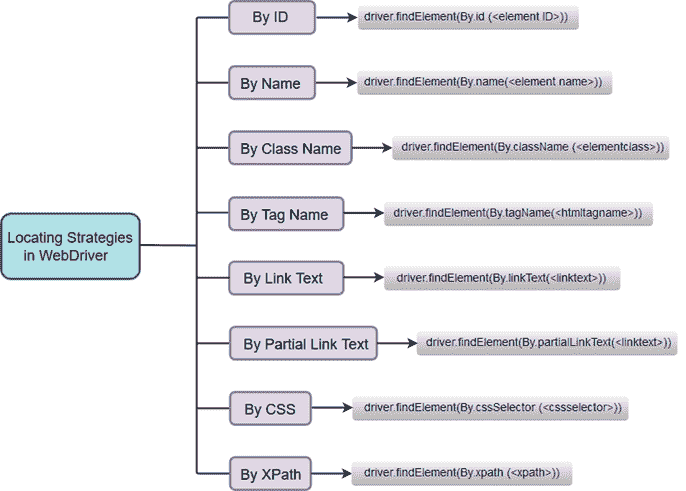 Locating Strategies
in WebDriver
By ID
driver.findElement(By.id (<element ID>))
By Name
driver.findElement(By.name(<element name>))
By Class Name
driver.findElement(By.className (<elementclass>))
By Tag Name
driver.findElement(By.tagName(<htmltagname>))
By Link Text
driver.findElement(By.linkText(<linktext>))
By Partial Link Text
driver.findElement(By.partialLinkText(<linktext>))
By CSS
driver.findElement(By.cssSelector (<cssselector>))
By XPath
driver.findElement(By.xpath (<xpath>))